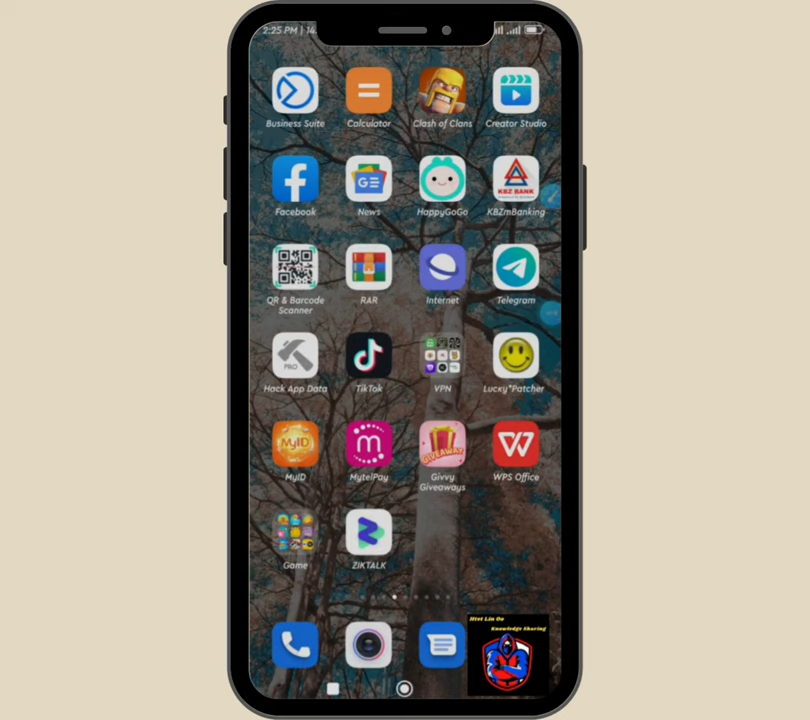 2:25 PM | 14.
Business Suite
Calculator
Clash of Clans
Creator Studio
GE
KBZ BANK
Facebook
News
HappyGoGo
KBZmBanking
QR & Barcode
Scanner
RAR
Internet
Telegram
PRO
Hack App Data
TikTok
VPN
Lucky*Patcher
MyID
GIVEAWAY
MyID
MytelPay
Givvy
Giveaways
WPS Office
Game
ZIKTALK
Htet Lin Oo
Knowledge Sharing